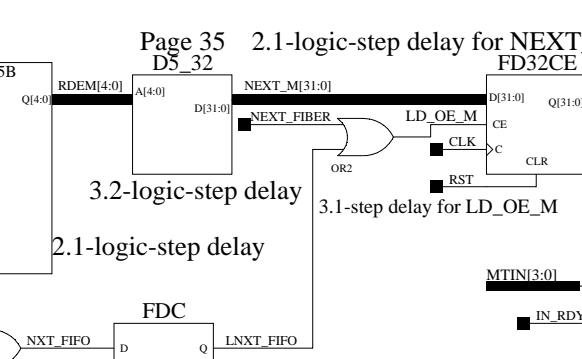 Page 35 2.1-logic-step delay for NEXT_
5B D5_32 FD32CE
RDEM[4:0] NEXT_M[31:0]
Q[4:0] A[4:0] D[31:0] D[31:0] Q[31:0]
NEXT_FIBER LD_OE_M CE
CLK C
OR2 CLR
RST
3.2-logic-step delay
3.1-step delay for LD_OE_M
2.1-logic-step delay
MTIN[3:0]
FDC
IN_RDY
NXT_FIFO D Q LNXT_FIFO